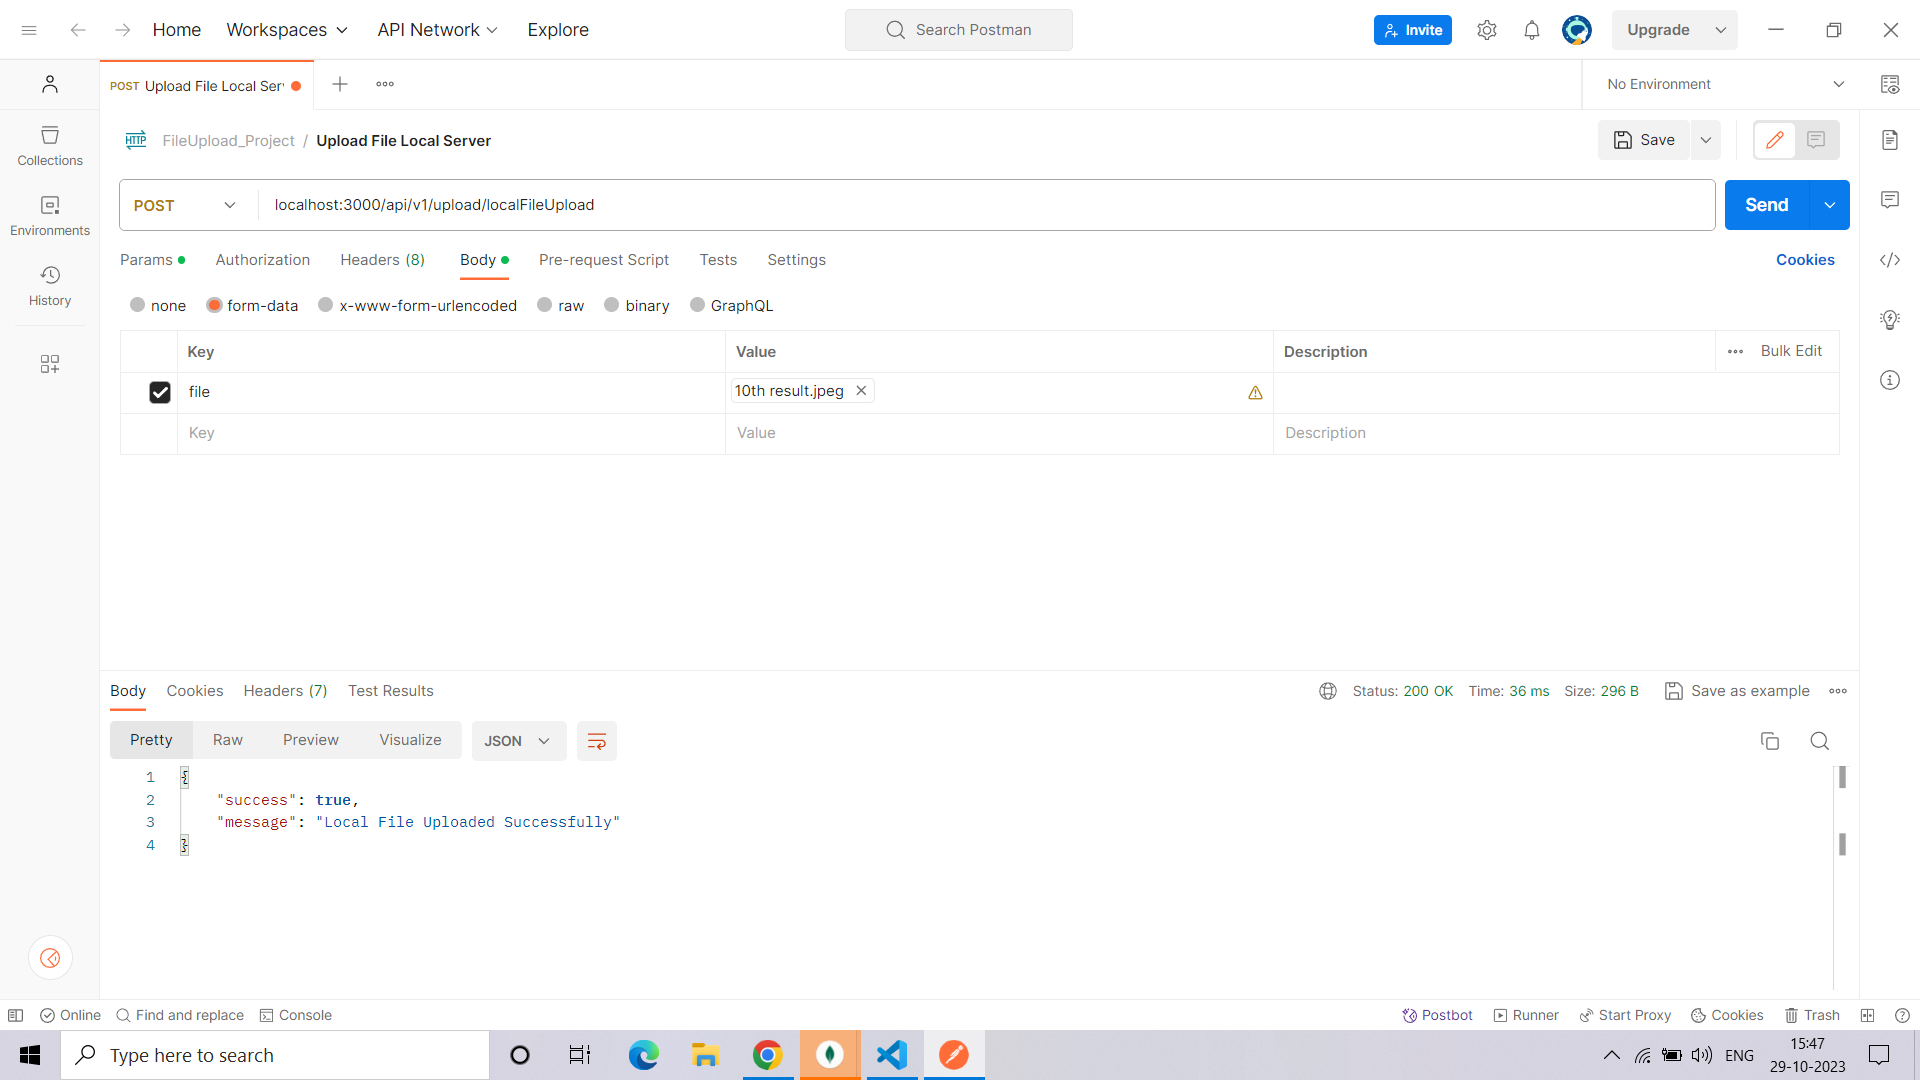 Home Workspaces API Network Explore Search Postman Invite Upgrade
POST Upload File Local Ser No Environment
HTTP FileUpload_Project / Upload File Local Server Save
Collections
POST localhost:3000/api/v1/upload/localFileUpload Send
Environments
Params Authorization Headers (8) Body Pre-request Script Tests Settings Cookies
History
none form-data x-www-form-urlencoded raw binary GraphQL
Key Value Description Bulk Edit
file 10th result.jpeg
Key Value Description
Body Cookies Headers (7) Test Results Status: 200 OK Time: 36 ms Size: 296 B Save as example
Pretty Raw Preview Visualize JSON
1 {
2 "success": true,
3 "message": "Local File Uploaded Successfully"
4 }
Online Find and replace Console Postbot Runner Start Proxy Cookies Trash
Type here to search ENG 15:47
29-10-2023